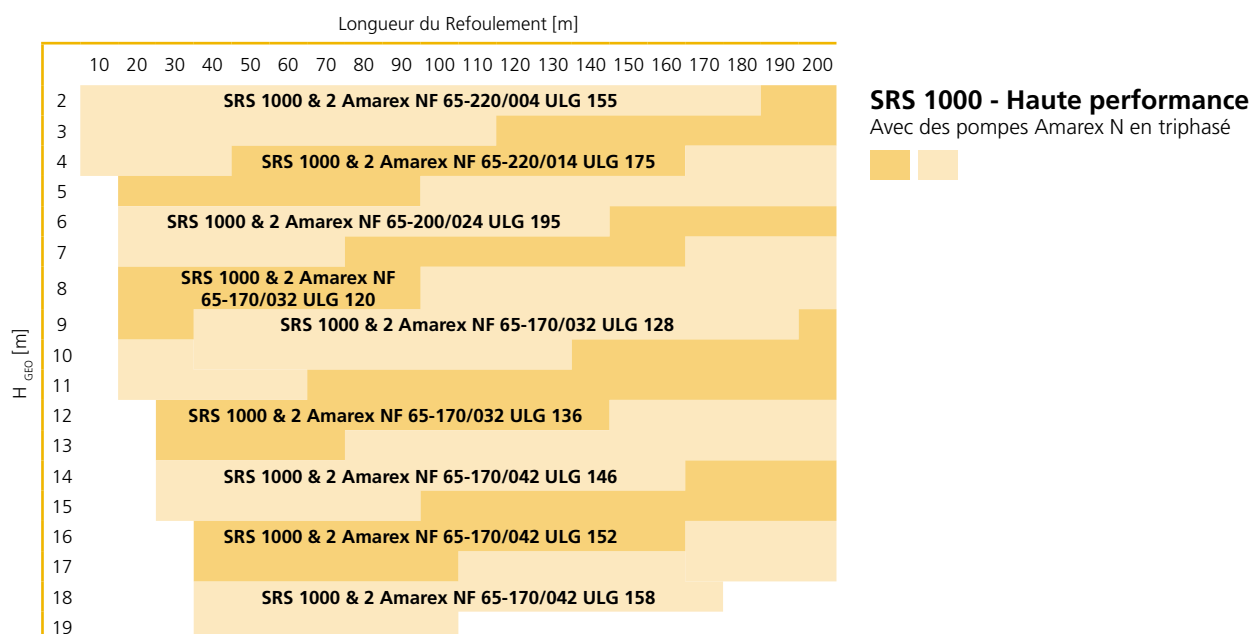 Longueur du Refoulement [m]
10 20 30 40 50 60 70 80 90 100 110 120 130 140 150 160 170 180 190 200
2 SRS 1000 & 2 Amarex NF 65-220/004 ULG 155
3
4 SRS 1000 & 2 Amarex NF 65-220/014 ULG 175
5
6 SRS 1000 & 2 Amarex NF 65-200/024 ULG 195
7
8 SRS 1000 & 2 Amarex NF
65-170/032 ULG 120
9 SRS 1000 & 2 Amarex NF 65-170/032 ULG 128
10
11
12 SRS 1000 & 2 Amarex NF 65-170/032 ULG 136
13
14 SRS 1000 & 2 Amarex NF 65-170/042 ULG 146
15
16 SRS 1000 & 2 Amarex NF 65-170/042 ULG 152
17
18 SRS 1000 & 2 Amarex NF 65-170/042 ULG 158
19
H GEO [m]
SRS 1000 - Haute performance
Avec des pompes Amarex N en triphasé